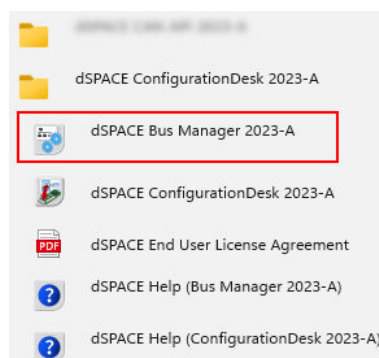 dSPACE ConfigurationDesk 2023-A
dSPACE Bus Manager 2023-A
dSPACE ConfigurationDesk 2023-A
PDF
dSPACE End User License Agreement
dSPACE Help (Bus Manager 2023-A)
dSPACE Help (ConfigurationDesk 2023-A)